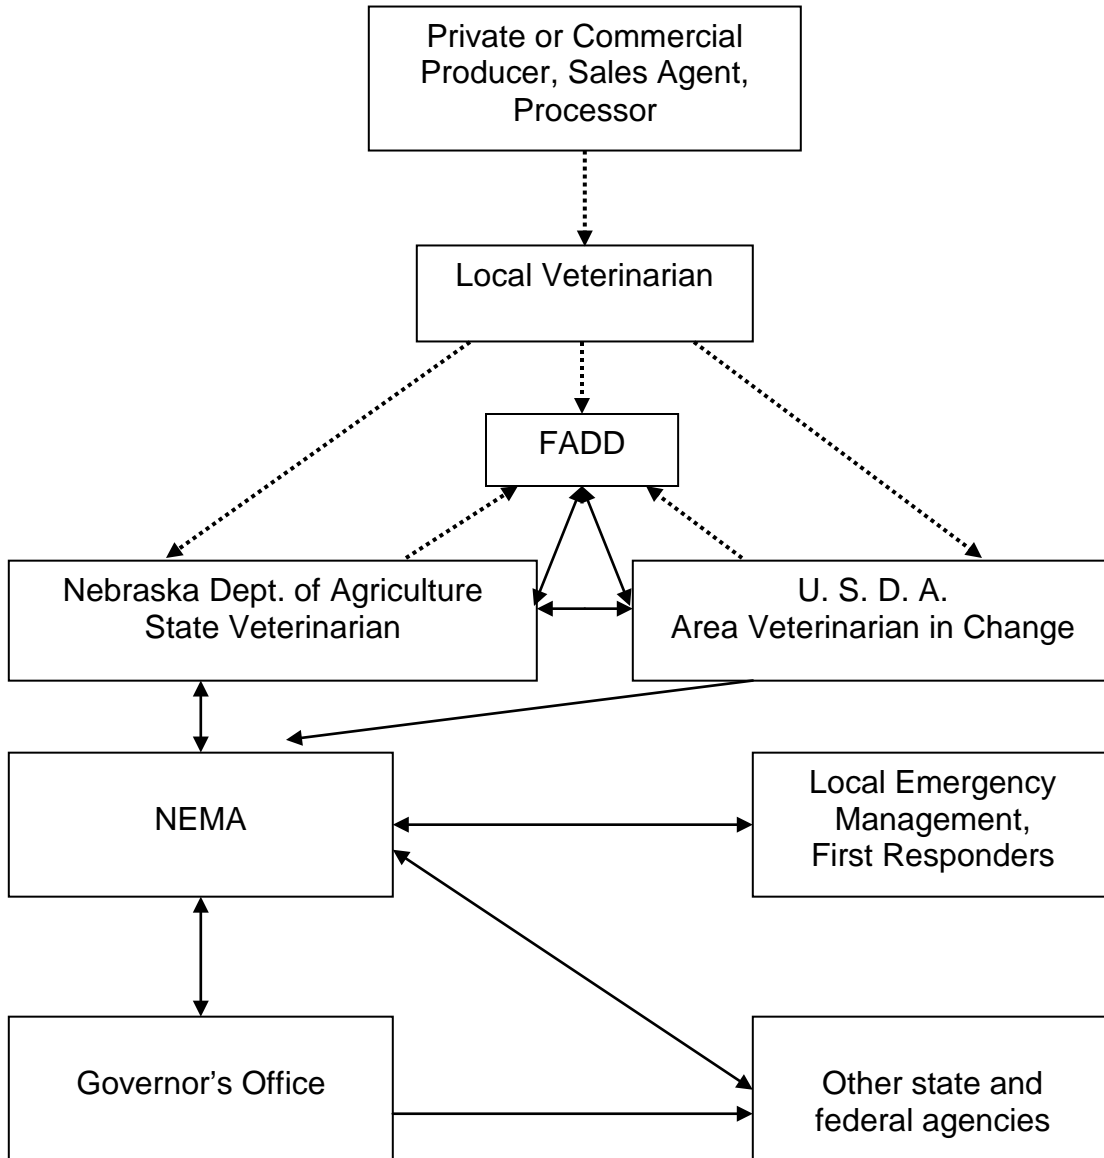 Private or Commercial
Producer, Sales Agent,
Processor
Local Veterinarian
FADD
Nebraska Dept. of Agriculture
State Veterinarian
U. S. D. A.
Area Veterinarian in Change
NEMA
Local Emergency
Management,
First Responders
Governor’s Office
Other state and
federal agencies